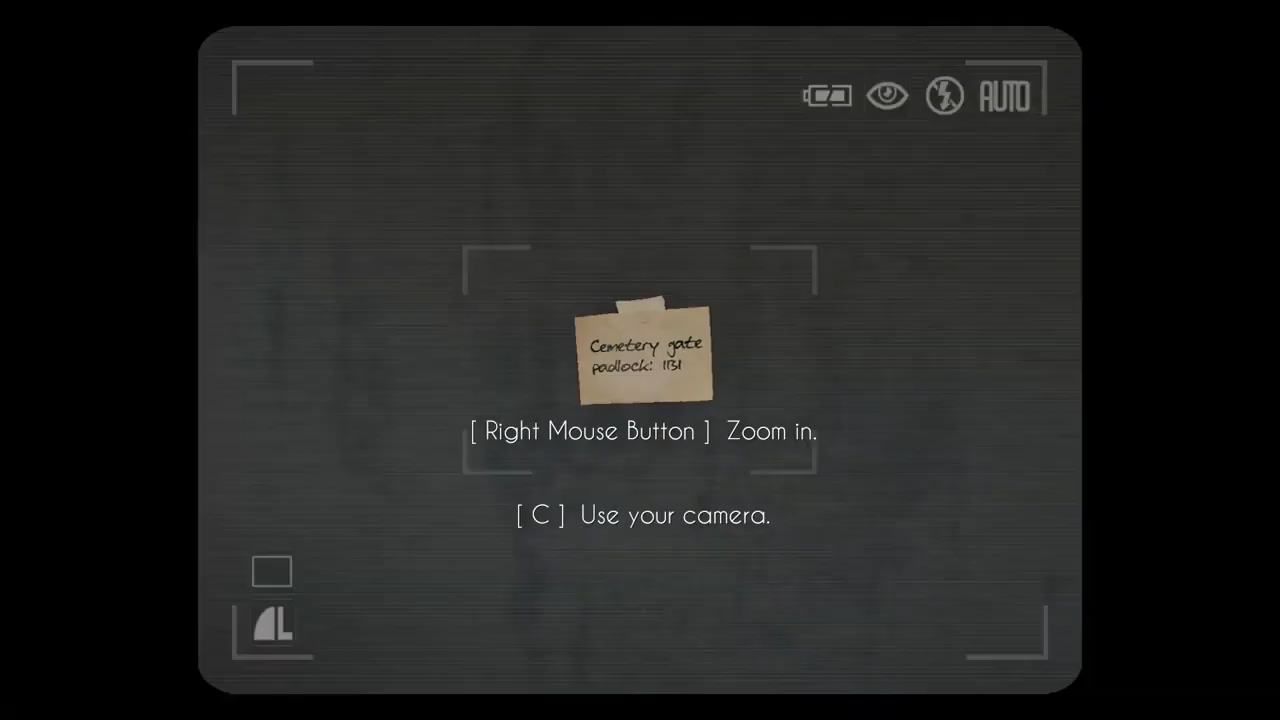 AUTO
Cemetery gate
padlock: 1131
[ Right Mouse Button ] Zoom in.
[ C ] Use your camera.
L